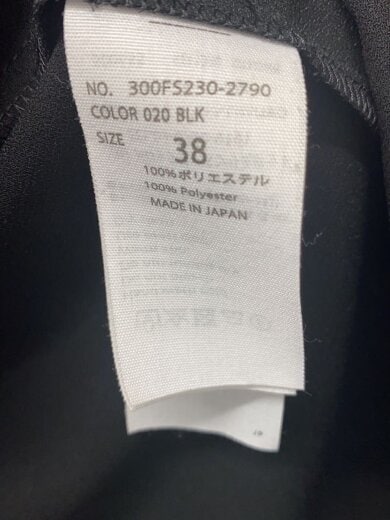 NO. 300FS230-2790
COLOR 020 BLK
SIZE 38
100%ポリエステル
100% Polyester
MADE IN JAPAN